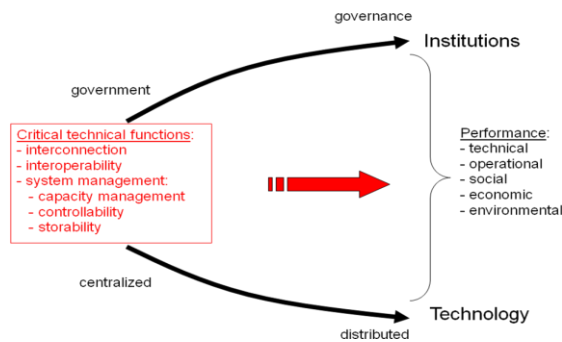 governance
Institutions
government
Critical technical functions:
- interconnection
- interoperability
- system management:
- capacity management
- controllability
- storability
Performance:
- technical
- operational
- social
- economic
- environmental
centralized
Technology
distributed